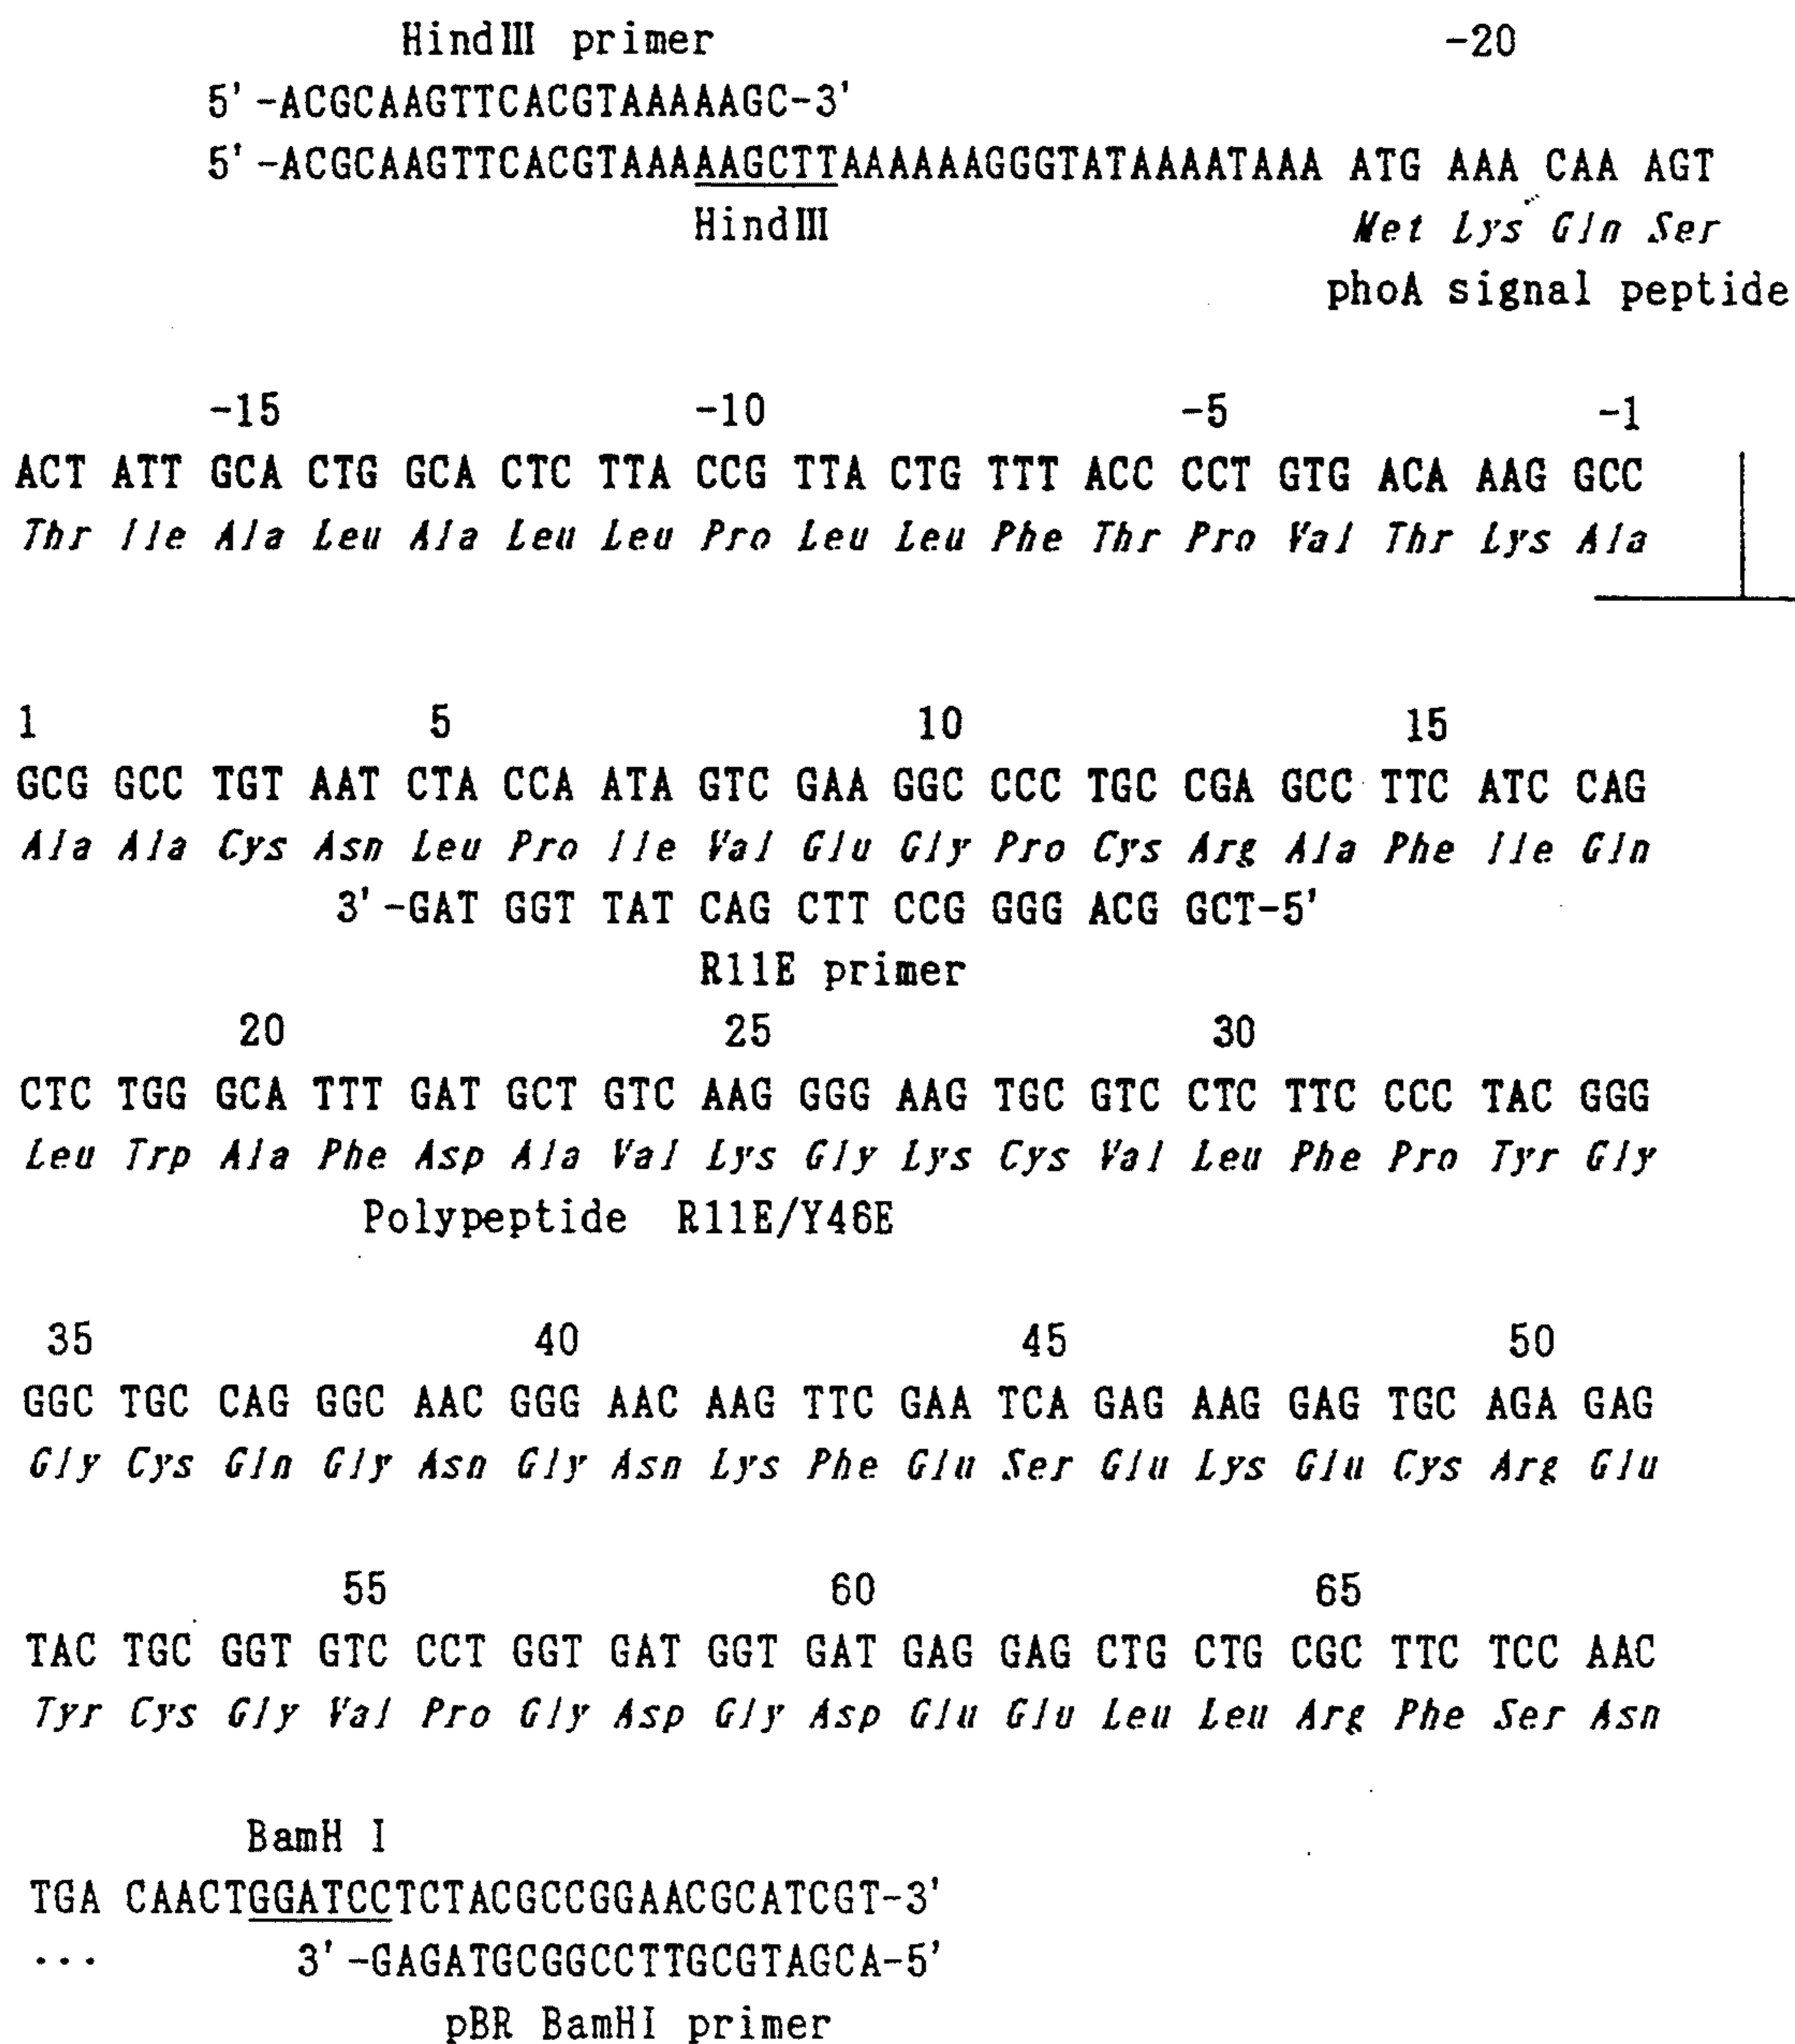 HindIII primer -20
5'-ACGCAAGTTCACGTAAAAAGC-3'
5'-ACGCAAGTTCACGTAAAAAGCTTAAAAAAGGGTATAAAATAAA ATG AAA CAA AGT
HindIII Met Lys Gln Ser
phoA signal peptide
-15 -10 -5 -1
ACT ATT GCA CTG GCA CTC TTA CCG TTA CTG TTT ACC CCT GTG ACA AAG GCC
Thr Ile Ala Leu Ala Leu Leu Pro Leu Leu Phe Thr Pro Val Thr Lys Ala
1 5 10 15
GCG GCC TGT AAT CTA CCA ATA GTC GAA GGC CCC TGC CGA GCC TTC ATC CAG
Ala Ala Cys Asn Leu Pro Ile Val Glu Gly Pro Cys Arg Ala Phe Ile Gln
3'-GAT GGT TAT CAG CTT CCG GGG ACG GCT-5'
R11E primer
20 25 30
CTC TGG GCA TTT GAT GCT GTC AAG GGG AAG TGC GTC CTC TTC CCC TAC GGG
Leu Trp Ala Phe Asp Ala Val Lys Gly Lys Cys Val Leu Phe Pro Tyr Gly
Polypeptide R11E/Y46E
35 40 45 50
GGC TGC CAG GGC AAC GGG AAC AAG TTC GAA TCA GAG AAG GAG TGC AGA GAG
Gly Cys Gln Gly Asn Gly Asn Lys Phe Glu Ser Glu Lys Glu Cys Arg Glu
55 60 65
TAC TGC GGT GTC CCT GGT GAT GGT GAT GAG GAG CTG CTG CGC TTC TCC AAC
Tyr Cys Gly Val Pro Gly Asp Gly Asp Glu Glu Leu Leu Arg Phe Ser Asn
BamH I
TGA CAACTGGATCCTCTACGCCGGAACGCATCGT-3'
... 3'-GAGATGCGGCCTTGCGTAGCA-5'
pBR BamHI primer